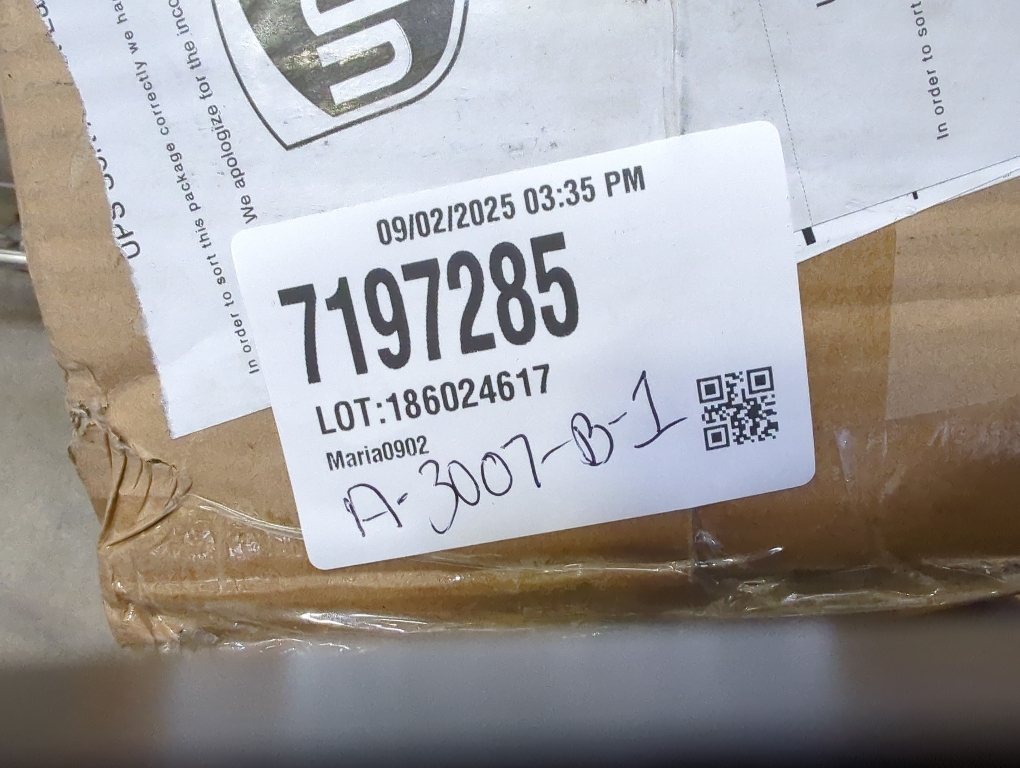 correctly we ha
In order to sort this package
We apologize for the inco
UPS
In order to sort
09/02/2025 03:35 PM
7197285
LOT:186024617
Maria0902
A-3007-B-1